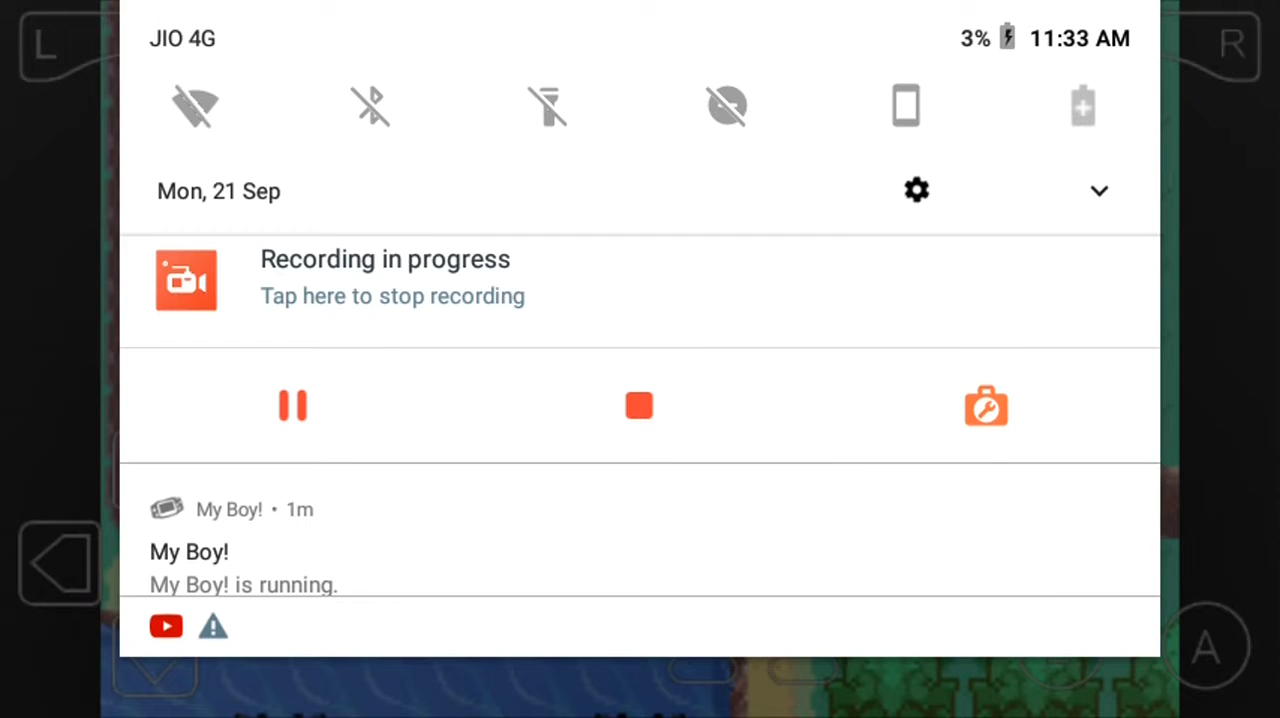 L
R
JIO 4G
3%
11:33 AM
Mon, 21 Sep
Recording in progress
Tap here to stop recording
My Boy! • 1m
My Boy!
My Boy! is running.
A